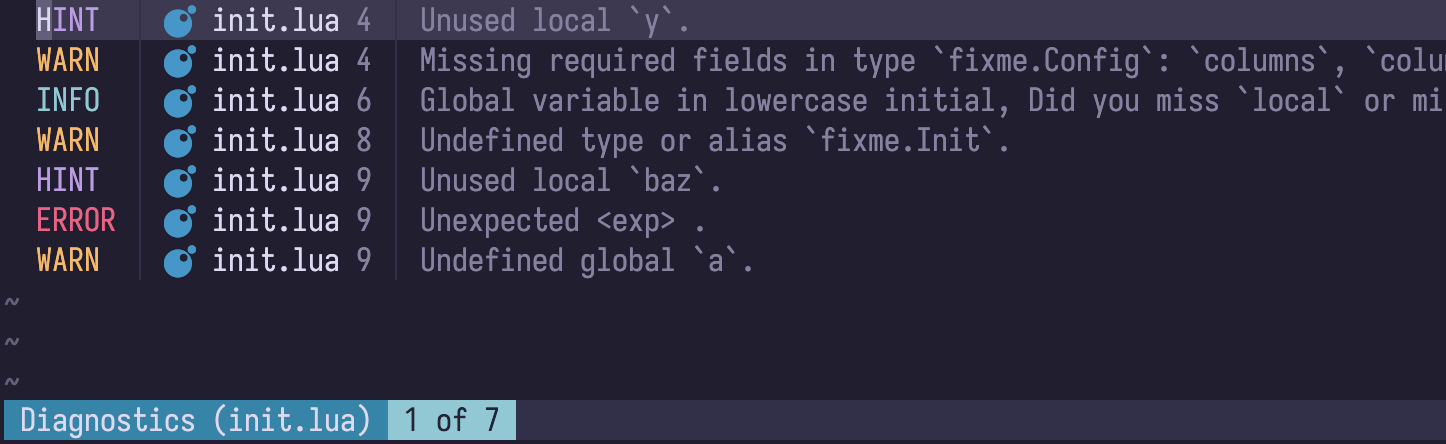 HINT init.lua 4 Unused local `y`.
WARN init.lua 4 Missing required fields in type `fixme.Config`: `columns`,
INFO init.lua 6 Global variable in lowercase initial, Did you miss `local` or
WARN init.lua 8 Undefined type or alias `fixme.Init`.
HINT init.lua 9 Unused local `baz`.
ERROR init.lua 9 Unexpected <exp> .
WARN init.lua 9 Undefined global `a`.
~
~
~
Diagnostics (init.lua) 1 of 7